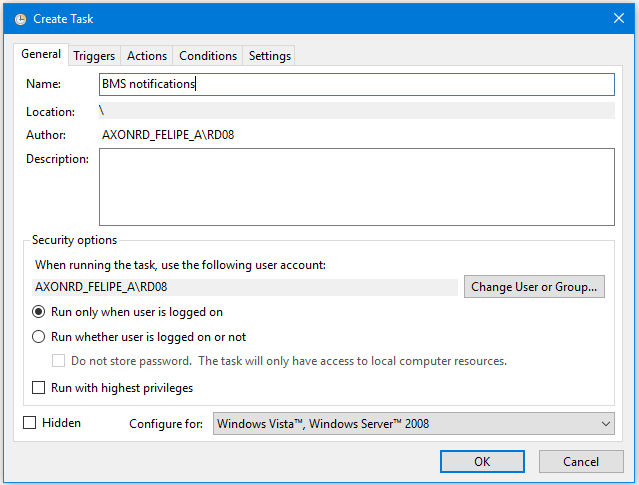 Create Task
General Triggers Actions Conditions Settings
Name: BMS notifications
Location: \
Author: AXONRD_FELIPE_A\RD08
Description:
Security options
When running the task, use the following user account:
AXONRD_FELIPE_A\RD08 Change User or Group...
Run only when user is logged on
Run whether user is logged on or not
Do not store password. The task will only have access to local computer resources.
Run with highest privileges
Hidden Configure for: Windows Vista™, Windows Server™ 2008
OK Cancel